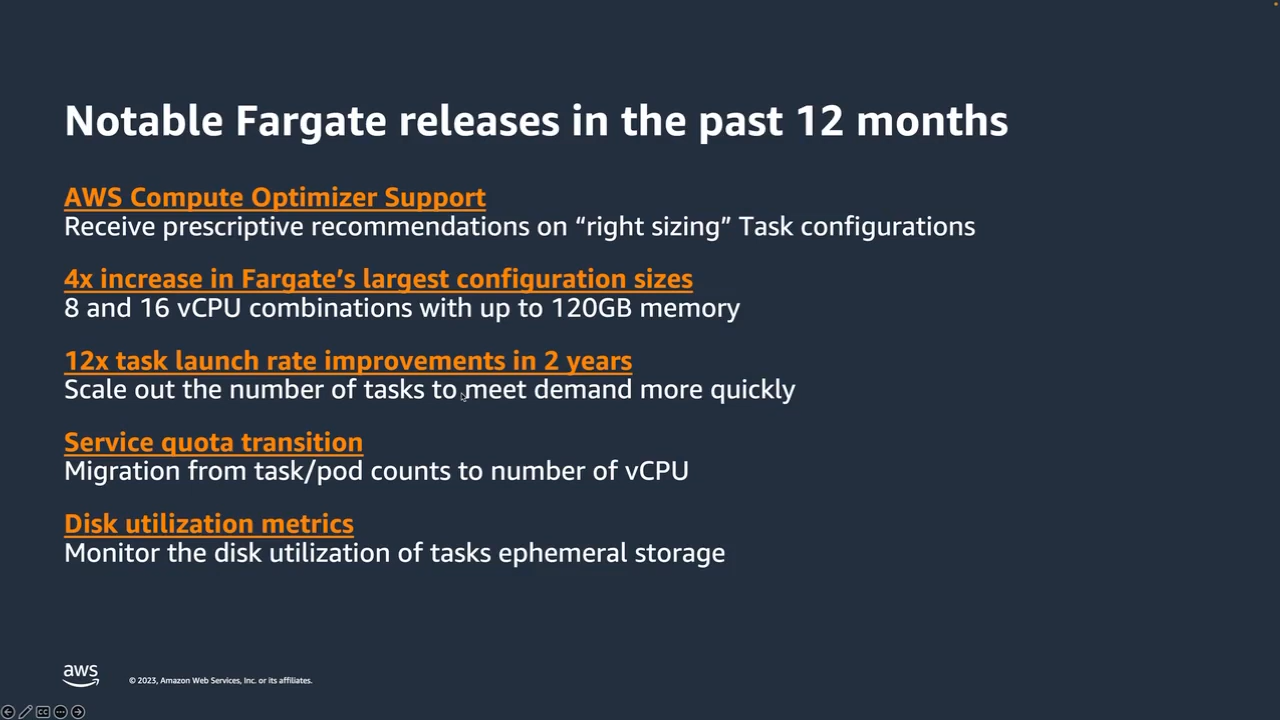 Notable Fargate releases in the past 12 months
AWS Compute Optimizer Support
Receive prescriptive recommendations on “right sizing” Task configurations
4x increase in Fargate’s largest configuration sizes
8 and 16 vCPU combinations with up to 120GB memory
12x task launch rate improvements in 2 years
Scale out the number of tasks to meet demand more quickly
Service quota transition
Migration from task/pod counts to number of vCPU
Disk utilization metrics
Monitor the disk utilization of tasks ephemeral storage
aws
© 2023, Amazon Web Services, Inc. or its affiliates.
CC